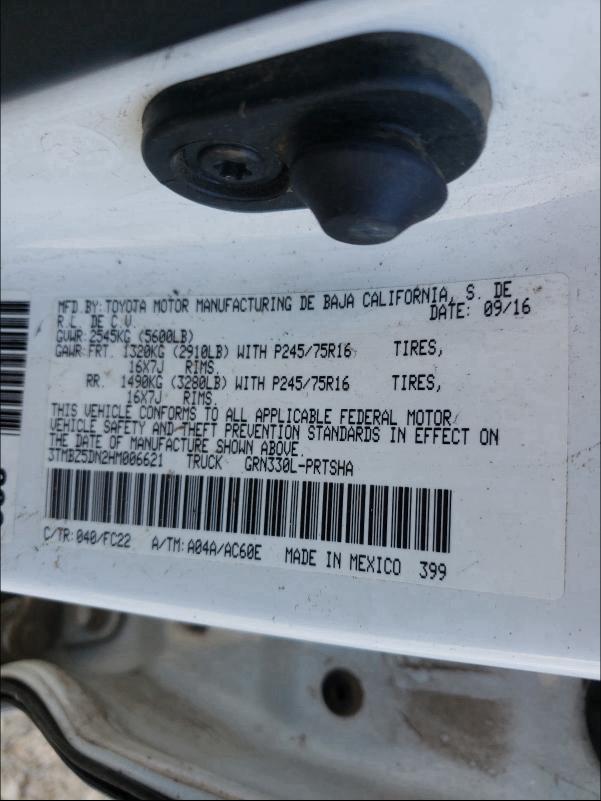 MFD BY: TOYOTA MOTOR MANUFACTURING DE BAJA CALIFORNIA, S. DE
R.L. DE C.V. DATE: 09/16
GVWR 2545KG (5600LB)
GAWR FRT. 1320KG (2910LB) WITH P245/75R16 TIRES,
16X7J RIMS
RR. 1490KG (3280LB) WITH P245/75R16 TIRES,
16X7J RIMS
THIS VEHICLE CONFORMS TO ALL APPLICABLE FEDERAL MOTOR
VEHICLE SAFETY AND THEFT PREVENTION STANDARDS IN EFFECT ON
THE DATE OF MANUFACTURE SHOWN ABOVE.
3TMBZ5DN2HM006621 TRUCK GRN330L-PRTSHA
C/TR: 040/FC22 A/TM: A04A/AC60E MADE IN MEXICO 399